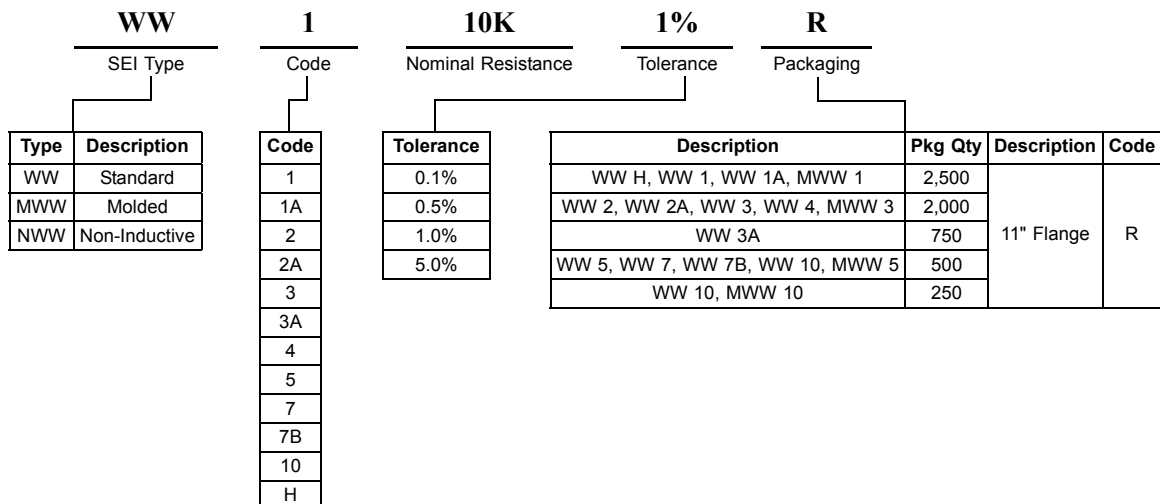 WW 1 10K 1% R
SEI Type Code Nominal Resistance Tolerance Packaging
Type Description Code Tolerance Description Pkg Qty Description Code
WW Standard 1 0.1% WW H, WW 1, WW 1A, MWW 1 2,500
MWW Molded 1A 0.5% WW 2, WW 2A, WW 3, WW 4, MWW 3 2,000
NWW Non-Inductive 2 1.0% WW 3A 750 11" Flange R
2A 5.0% WW 5, WW 7, WW 7B, WW 10, MWW 5 500
3 WW 10, MWW 10 250
3A
4
5
7
7B
10
H